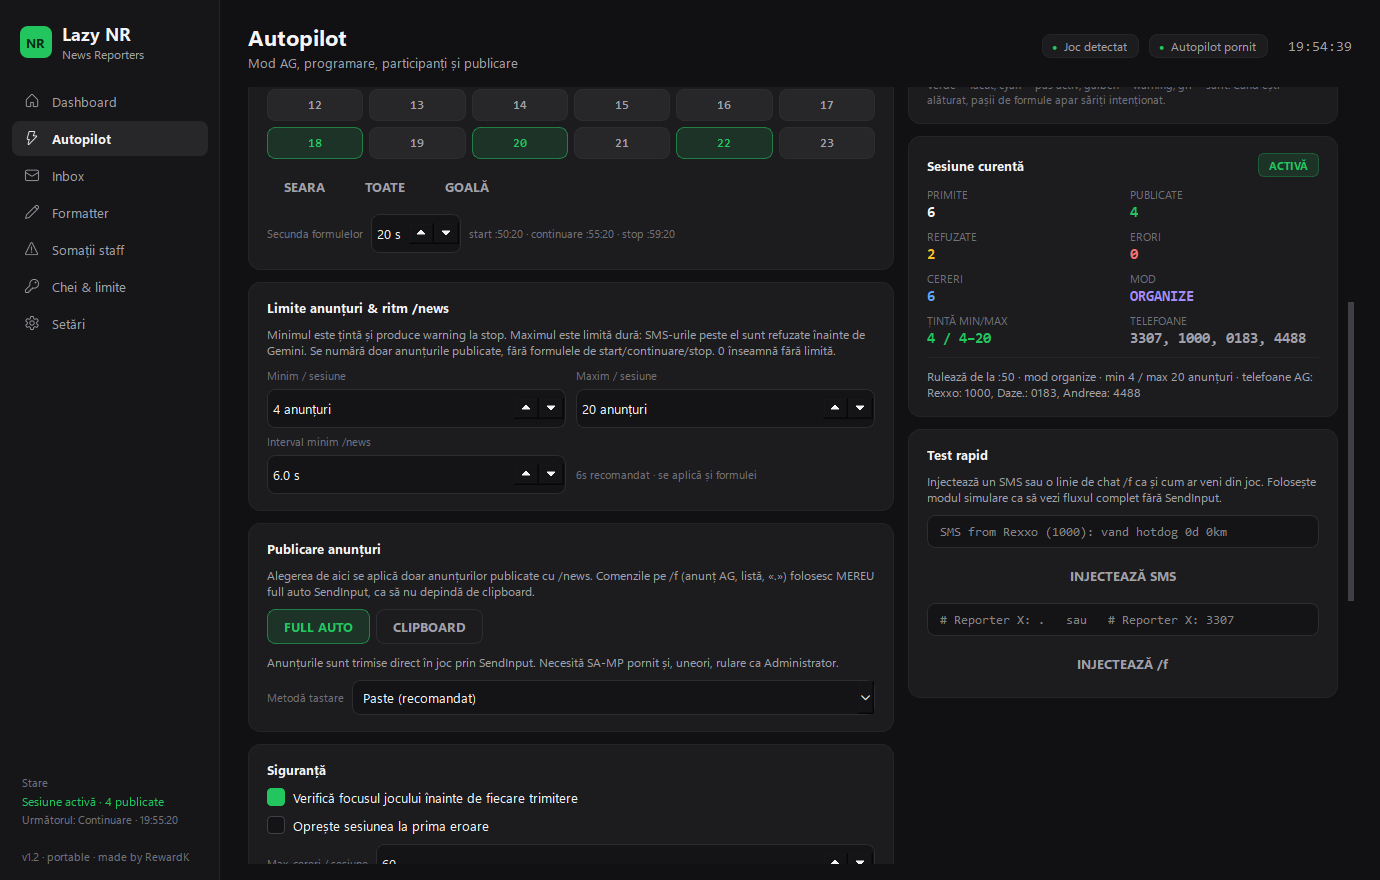 NR
Lazy NR
News Reporters
Dashboard
Autopilot
Inbox
Formatter
Somații staff
Chei & limite
Setări
Stare
Sesiune activă · 4 publicate
Următorul: Continuare · 19:55:20
v1.2 · portable · made by RewardK
Autopilot
Mod AG, programare, participanți și publicare
• Joc detectat
• Autopilot pornit
19:54:39
12 13 14 15 16 17
18 19 20 21 22 23
SEARA TOATE GOALĂ
Secunda formulelor 20 s start :50:20 · continuare :55:20 · stop :59:20
Limite anunțuri & ritm /news
Minimul este țintă și produce warning la stop. Maximul este limită dură: SMS-urile peste el sunt refuzate înainte de
Gemini. Se numără doar anunțurile publicate, fără formulele de start/continuare/stop. 0 înseamnă fără limită.
Minim / sesiune Maxim / sesiune
4 anunțuri 20 anunțuri
Interval minim /news
6.0 s 6s recomandat · se aplică și formulei
Publicare anunțuri
Alegerea de aici se aplică doar anunțurilor publicate cu /news. Comenzile pe /f (anunț AG, listă, «.») folosesc MEREU
full auto SendInput, ca să nu depindă de clipboard.
FULL AUTO CLIPBOARD
Anunțurile sunt trimise direct în joc prin SendInput. Necesită SA-MP pornit și, uneori, rulare ca Administrator.
Metodă tastare Paste (recomandat)
Siguranță
Verifică focusul jocului înainte de fiecare trimitere
Oprește sesiunea la prima eroare
Max. cereri / sesiune 60
alăturat, pașii de formule apar săriți intenționat.
Sesiune curentă ACTIVĂ
PRIMITE PUBLICATE
6 4
REFUZATE ERORI
2 0
CERERI MOD
6 ORGANIZE
ȚINTĂ MIN/MAX TELEFOANE
4 / 4–20 3307, 1000, 0183, 4488
Rulează de la :50 · mod organize · min 4 / max 20 anunțuri · telefoane AG:
Rexxo: 1000, Daze.: 0183, Andreea: 4488
Test rapid
Injectează un SMS sau o linie de chat /f ca și cum ar veni din joc. Folosește
modul simulare ca să vezi fluxul complet fără SendInput.
SMS from Rexxo (1000): vand hotdog 0d 0km
INJECTEAZĂ SMS
# Reporter X: . sau # Reporter X: 3307
INJECTEAZĂ /f